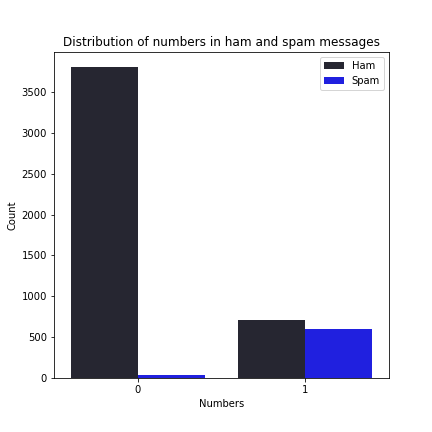 Distribution of numbers in ham and spam messages
Ham
Spam
3500
3000
2500
2000
1500
1000
500
0
Count
0 1
Numbers